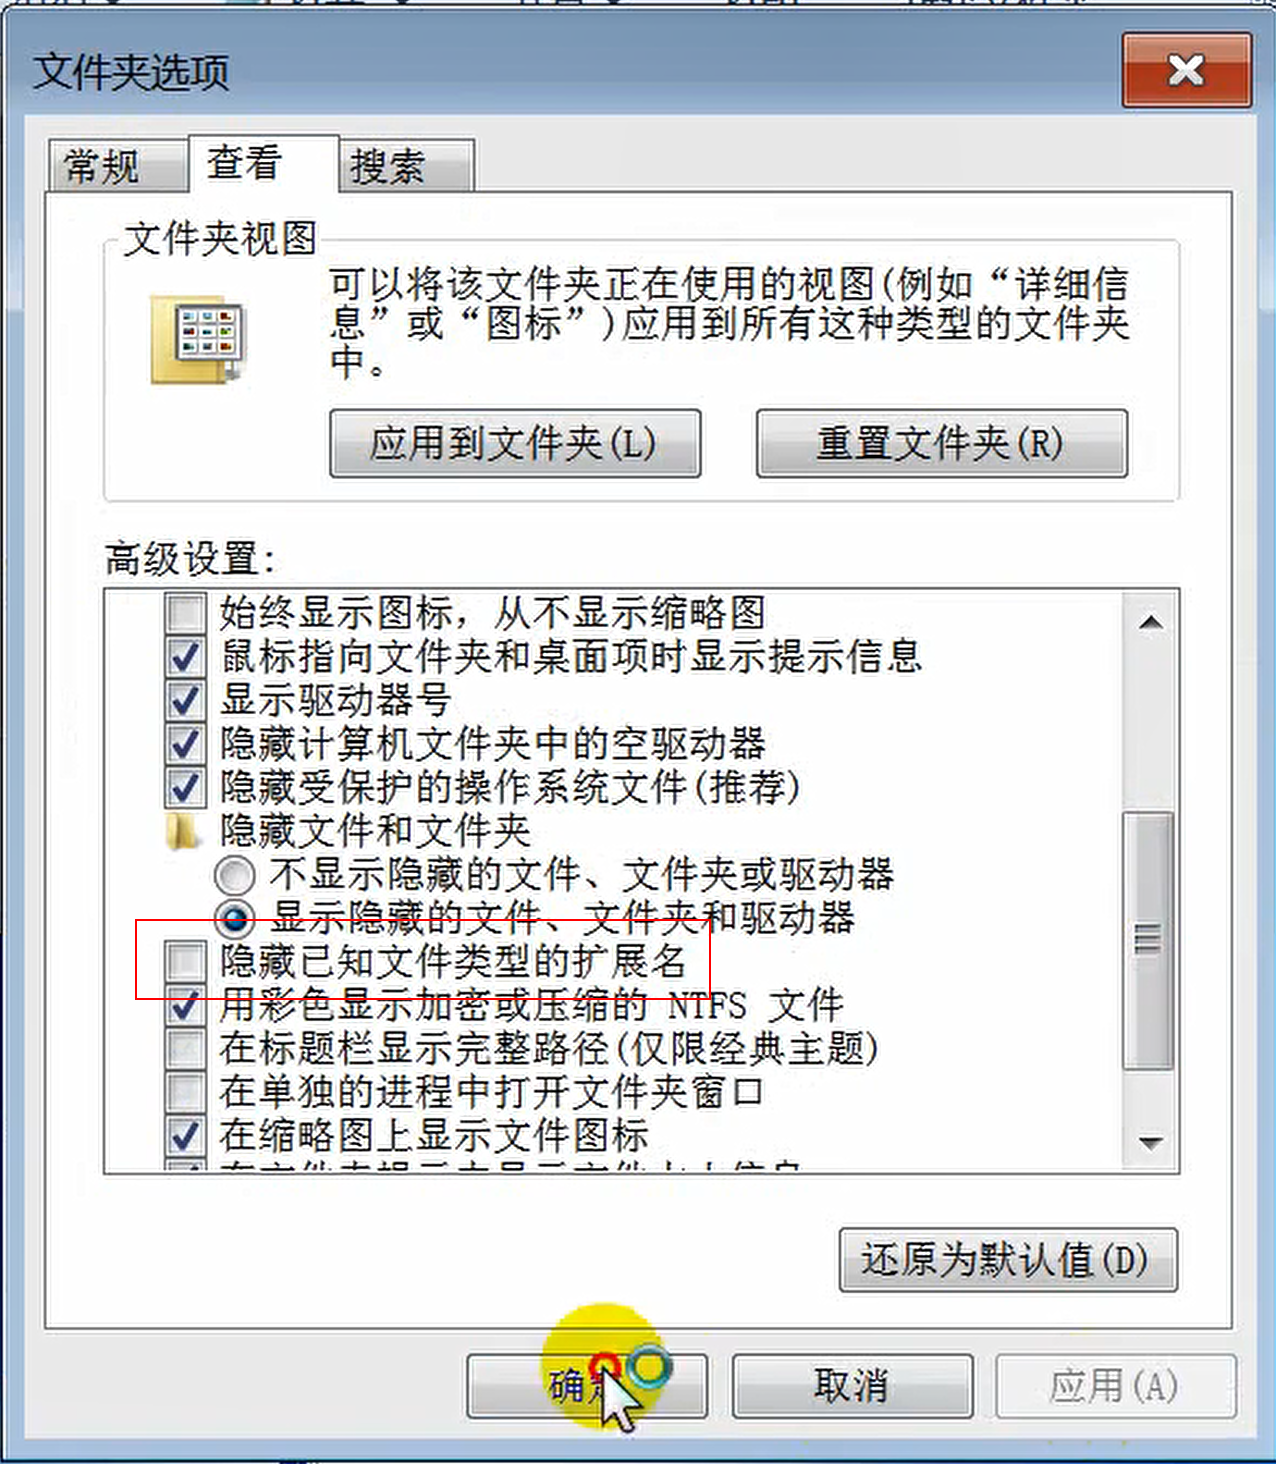 文件夹选项
常规 查看 搜索
文件夹视图
可以将该文件夹正在使用的视图(例如“详细信
息”或“图标”)应用到所有这种类型的文件夹
中。
应用到文件夹(L) 重置文件夹(R)
高级设置:
始终显示图标，从不显示缩略图
鼠标指向文件夹和桌面项时显示提示信息
显示驱动器号
隐藏计算机文件夹中的空驱动器
隐藏受保护的操作系统文件(推荐)
隐藏文件和文件夹
不显示隐藏的文件、文件夹或驱动器
显示隐藏的文件、文件夹和驱动器
隐藏已知文件类型的扩展名
用彩色显示加密或压缩的 NTFS 文件
在标题栏显示完整路径(仅限经典主题)
在单独的进程中打开文件夹窗口
在缩略图上显示文件图标
还原为默认值(D)
确定 取消 应用(A)